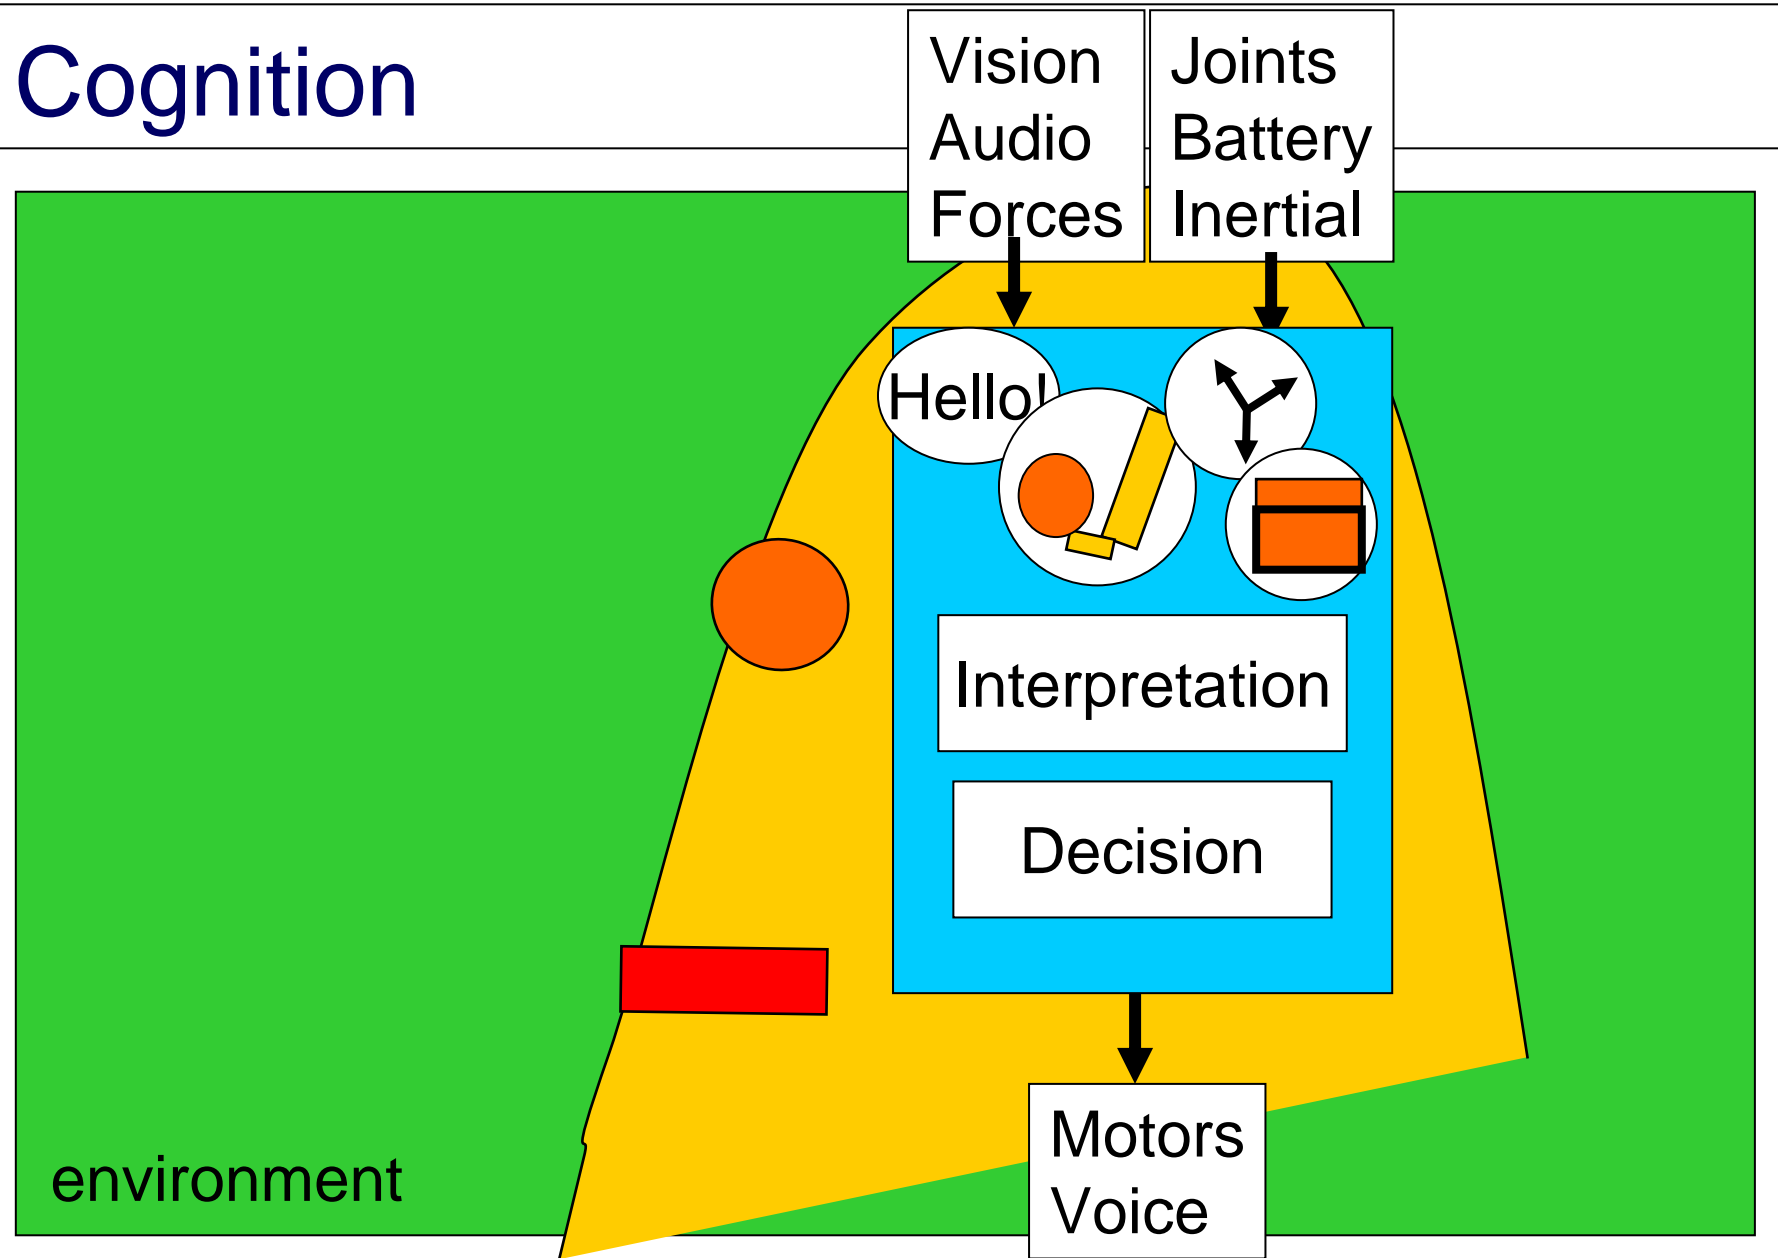 Cognition
Vision
Audio
Forces
Joints
Battery
Inertial
Hello!
Interpretation
Decision
Motors
Voice
environment